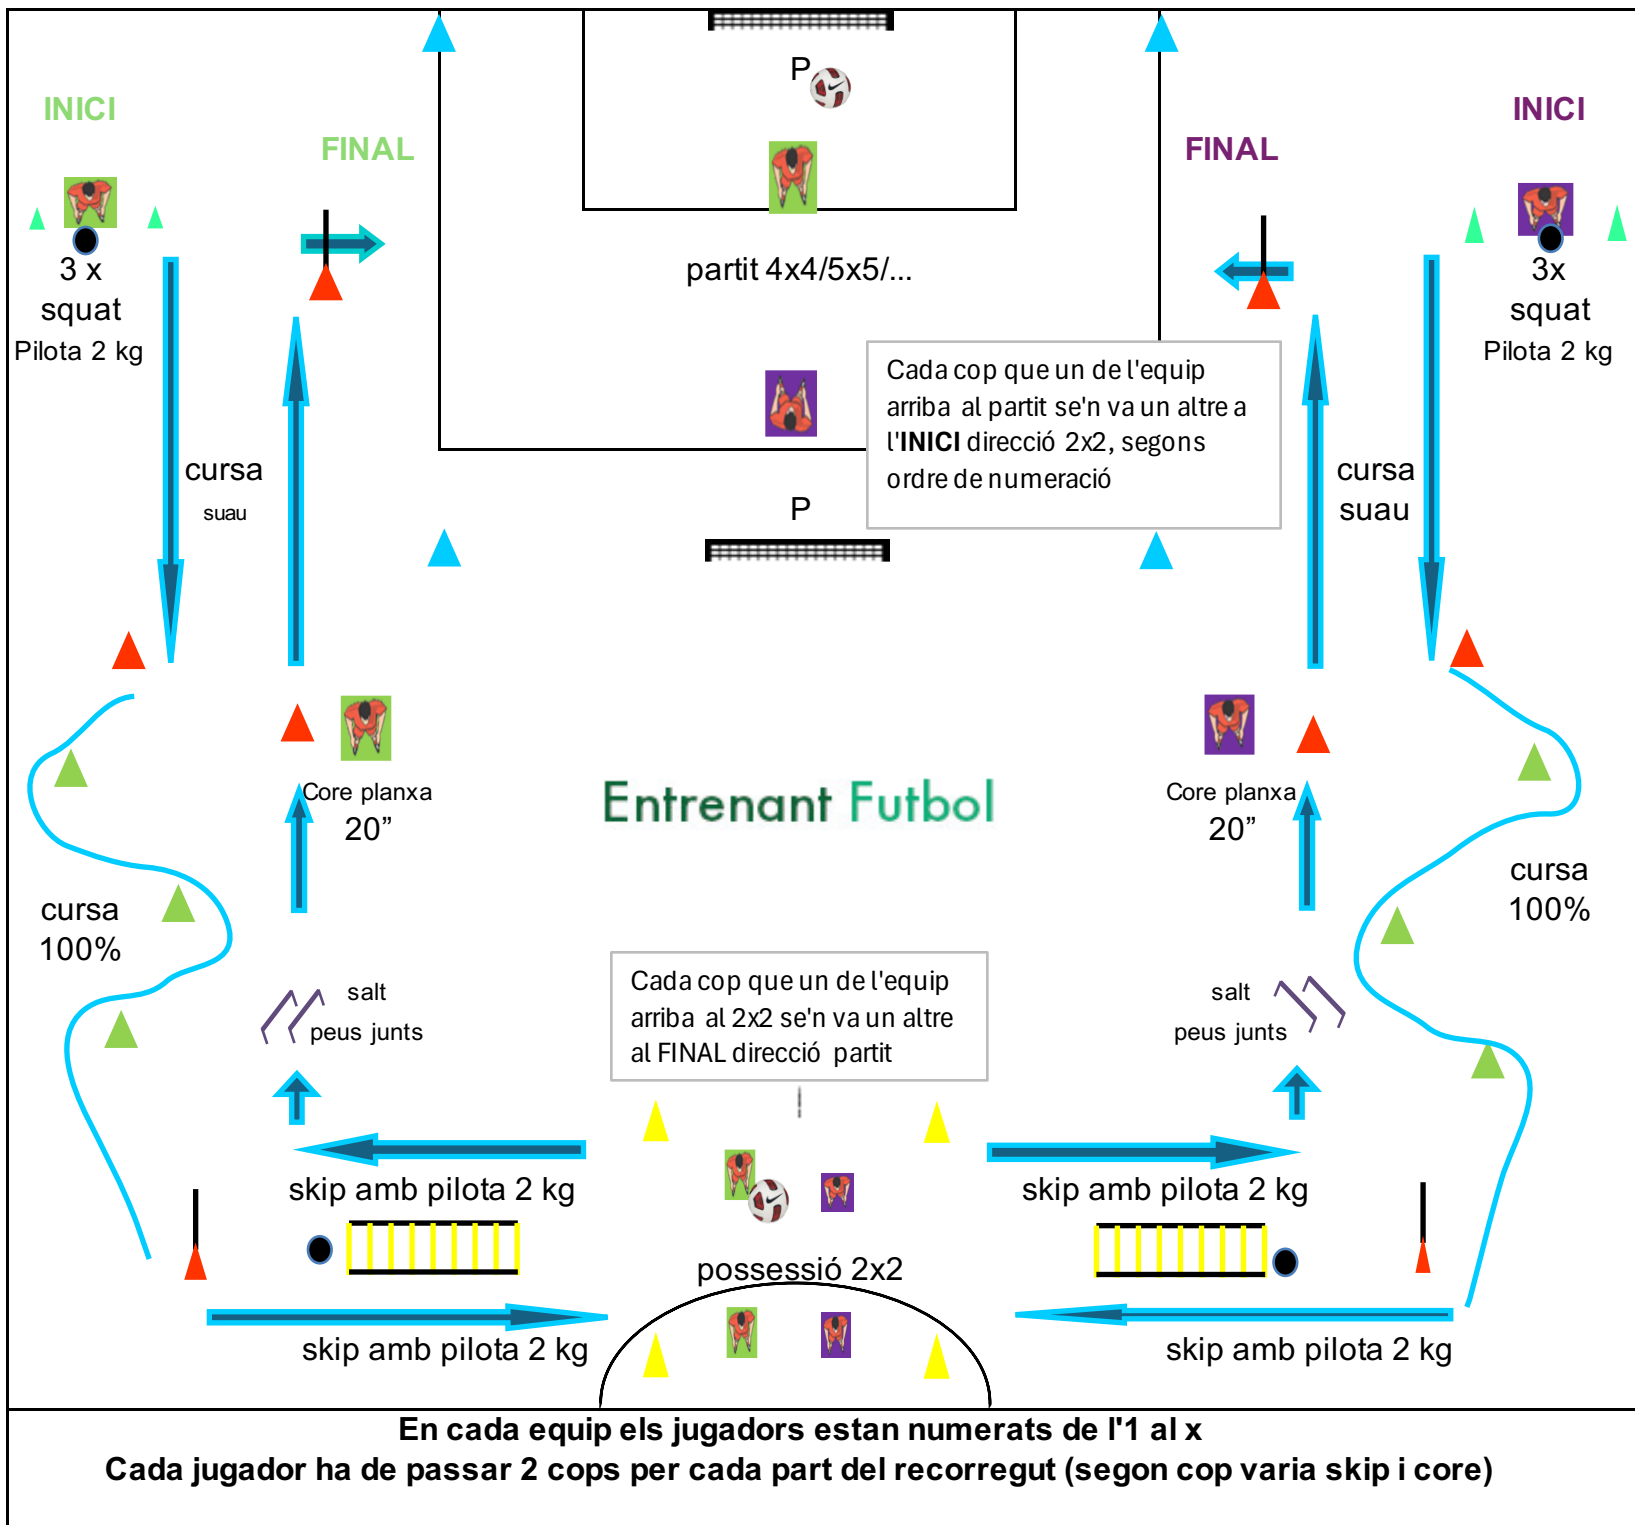 P
INICI
FINAL
FINAL
INICI
3 x
squat
Pilota 2 kg
partit 4x4/5x5/...
3x
squat
Pilota 2 kg
Cada cop que un de l'equip
arriba al partit se'n va un altre a
l'INICI direcció 2x2, segons
ordre de numeració
cursa
suau
P
cursa
suau
Core planxa
20”
Entrenant Futbol
Core planxa
20”
cursa
100%
cursa
100%
salt
peus junts
Cada cop que un de l'equip
arriba al 2x2 se'n va un altre
al FINAL direcció partit
salt
peus junts
skip amb pilota 2 kg
skip amb pilota 2 kg
possessió 2x2
skip amb pilota 2 kg
skip amb pilota 2 kg
En cada equip els jugadors estan numerats de l'1 al x
Cada jugador ha de passar 2 cops per cada part del recorregut (segon cop varia skip i core)